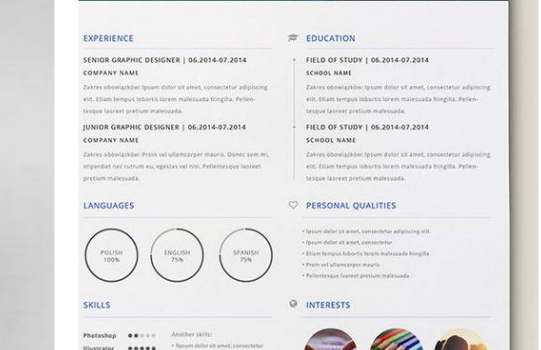 EXPERIENCE
SENIOR GRAPHIC DESIGNER | 06.2014-07.2014
COMPANY NAME
Zakres obowiązków: Ipsum dolor sit amet, consectetur adipiscing
elit. Etiam tempus lobortis lorem malesuada fringilla. Pellen-
tesque laoreet pretium malesuada.
JUNIOR GRAPHIC DESIGNER | 06.2014-07.2014
COMPANY NAME
Zakres obowiązków: Proin vel ullamcorper mauris. Donec sem mi,
imperdiet nec rutrum eu, egestas vel nisi. Pellentesque laoreet
pretium malesuada.
LANGUAGES
POLISH
100%
ENGLISH
75%
SPANISH
75%
SKILLS
Photoshop
Illustrator
Another skills:
• Ipsum dolor sit amet, consectetur
EDUCATION
FIELD OF STUDY | 06.2014-07.2014
SCHOOL NAME
Zakres obowiązków: Ipsum dolor sit amet, consectetur adipiscing
elit. Etiam tempus lobortis lorem malesuada fringilla. Pellen-
tesque laoreet pretium malesuada.
FIELD OF STUDY | 06.2014-07.2014
SCHOOL NAME
Zakres obowiązków: Ipsum dolor sit amet, consectetur adipiscing
elit. Etiam tempus lobortis lorem malesuada fringilla. Pellen-
tesque laoreet pretium malesuada.
PERSONAL QUALITIES
• Ipsum dolor sit amet, consectetur adipiscing elit.
• Ipsum dolor sit amet, consectetur
• Etiam tempus lobortis lorem malesuada fringilla
• Proin vel ullamcorper mauris
• Pellentesque laoreet pretium malesuada
INTERESTS